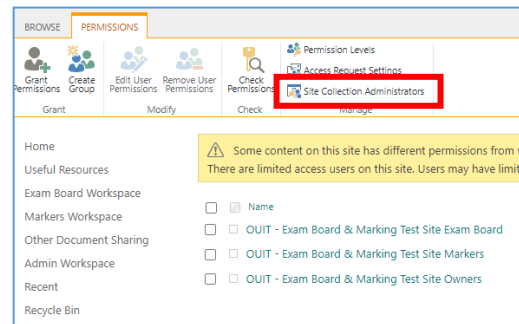 BROWSE PERMISSIONS
Grant Permissions
Create Group
Edit User Permissions
Remove User Permissions
Check Permissions
Permission Levels
Access Request Settings
Site Collection Administrators
Grant Modify Check Manage
Home
Useful Resources
Exam Board Workspace
Markers Workspace
Other Document Sharing
Admin Workspace
Recent
Recycle Bin
Some content on this site has different permissions from
There are limited access users on this site. Users may have
Name
OUIT - Exam Board & Marking Test Site Exam Board
OUIT - Exam Board & Marking Test Site Markers
OUIT - Exam Board & Marking Test Site Owners